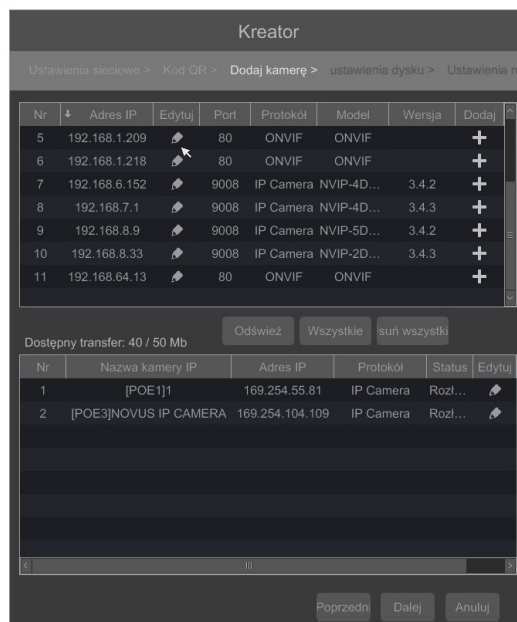 Kreator
Ustawienia sieciowe > Kod QR > Dodaj kamerę > ustawienia dysku > Ustawienia
Nr Adres IP Edytuj Port Protokół Model Wersja Dodaj
5 192.168.1.209 80 ONVIF ONVIF
6 192.168.1.218 80 ONVIF ONVIF
7 192.168.6.152 9008 IP Camera NVIP-4D... 3.4.2
8 192.168.7.1 9008 IP Camera NVIP-4D... 3.4.3
9 192.168.8.9 9008 IP Camera NVIP-5D... 3.4.2
10 192.168.8.33 9008 IP Camera NVIP-2D... 3.4.3
11 192.168.64.13 80 ONVIF ONVIF
Odśwież Wszystkie suń wszystki
Dostępny transfer: 40 / 50 Mb
Nr Nazwa kamery IP Adres IP Protokół Status Edytuj
1 [POE1]1 169.254.55.81 IP Camera Rozł...
2 [POE3]NOVUS IP CAMERA 169.254.104.109 IP Camera Rozł...
Poprzedni Dalej Anuluj